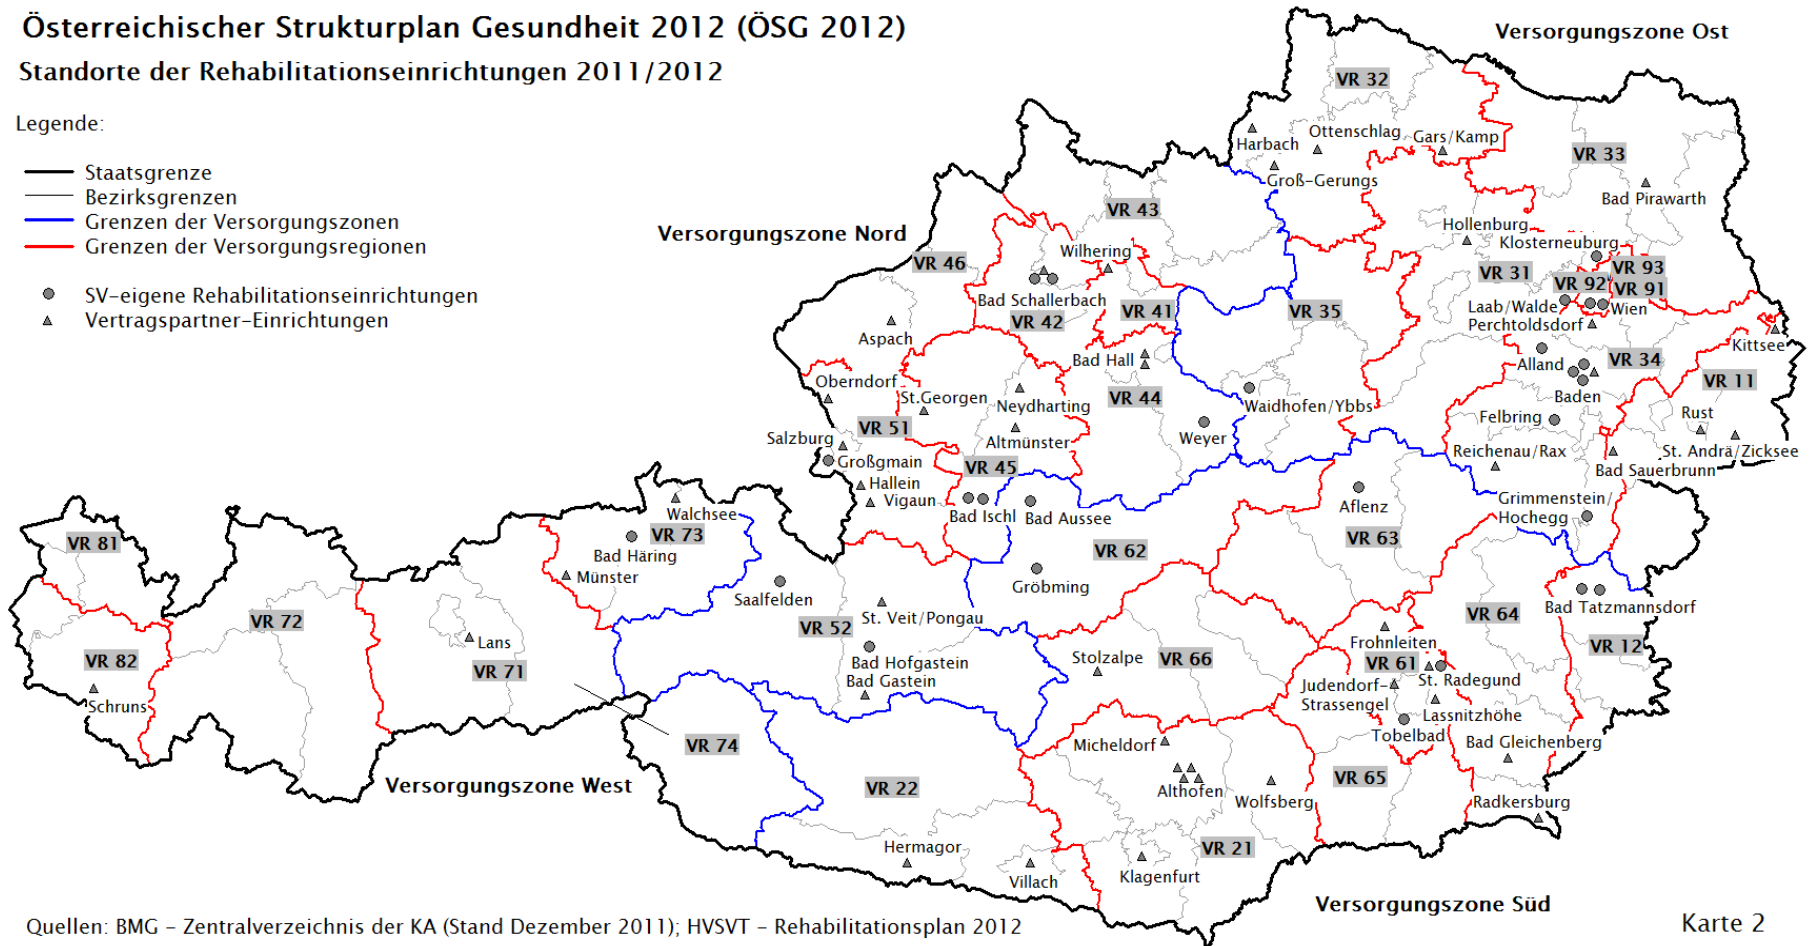 Österreichischer Strukturplan Gesundheit 2012 (ÖSG 2012)
Standorte der Rehabilitationseinrichtungen 2011/2012
Legende:
Staatsgrenze
Bezirksgrenzen
Grenzen der Versorgungszonen
Grenzen der Versorgungsregionen
SV-eigene Rehabilitationseinrichtungen
Vertragspartner-Einrichtungen
Versorgungszone Ost
VR 32
Harbach
Ottenschlag
Gars/Kamp
Groß-Gerungs
VR 33
Bad Pirawarth
Hollenburg
Klosterneuburg
VR 31
VR 92
VR 93
VR 91
Laab/Walde
Wien
Perchtoldsdorf
Kittsee
Alland
VR 34
VR 11
Baden
Felbring
Rust
Reichenau/Rax
Bad Sauerbrunn
St. Andrä/Zicksee
Grimmenstein/
Hochegg
VR 35
Waidhofen/Ybbs
Versorgungszone Nord
VR 43
Wilhering
VR 46
Bad Schallerbach
VR 42
VR 41
Aspach
Bad Hall
VR 44
Oberndorf
St.Georgen
Neydharting
VR 51
Altmünster
Weyer
Salzburg
Großgmain
VR 45
Hallein
Vigaun
Bad Ischl
Bad Aussee
Aflenz
VR 62
VR 63
Gröbming
Walchsee
VR 73
Bad Häring
Münster
Saalfelden
St. Veit/Pongau
VR 52
Bad Hofgastein
Bad Gastein
VR 81
VR 72
Lans
VR 82
VR 71
Schruns
VR 74
Versorgungszone West
VR 22
Bad Tatzmannsdorf
VR 64
VR 12
Frohnleiten
Stolzalpe
VR 66
VR 61
St. Radegund
Judendorf-
Strassengel
Lassnitzhöhe
Tobelbad
Bad Gleichenberg
Micheldorf
VR 65
Althofen
Wolfsberg
Radkersburg
Hermagor
VR 21
Villach
Klagenfurt
Versorgungszone Süd
Quellen: BMG – Zentralverzeichnis der KA (Stand Dezember 2011); HVSVT – Rehabilitationsplan 2012
Karte 2